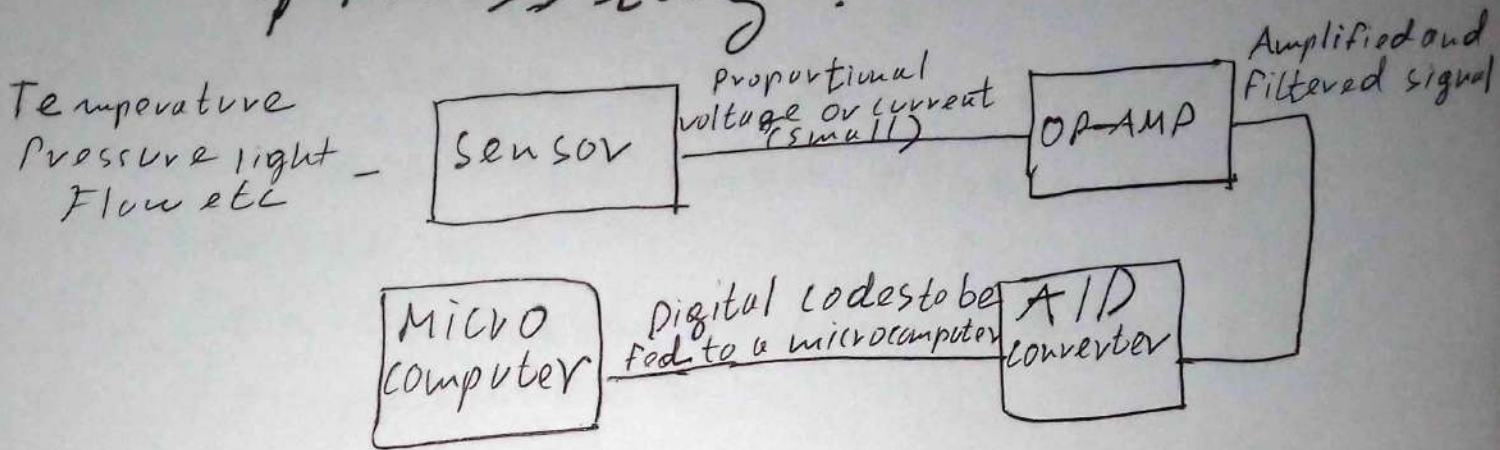 Temperature
Pressure light
Flow etc
Sensor
Proportional
voltage or current
(small)
OP-AMP
Amplified and
Filtered signal
A/D
converter
Digital codes to be
fed to a microcomputer
Micro
computer